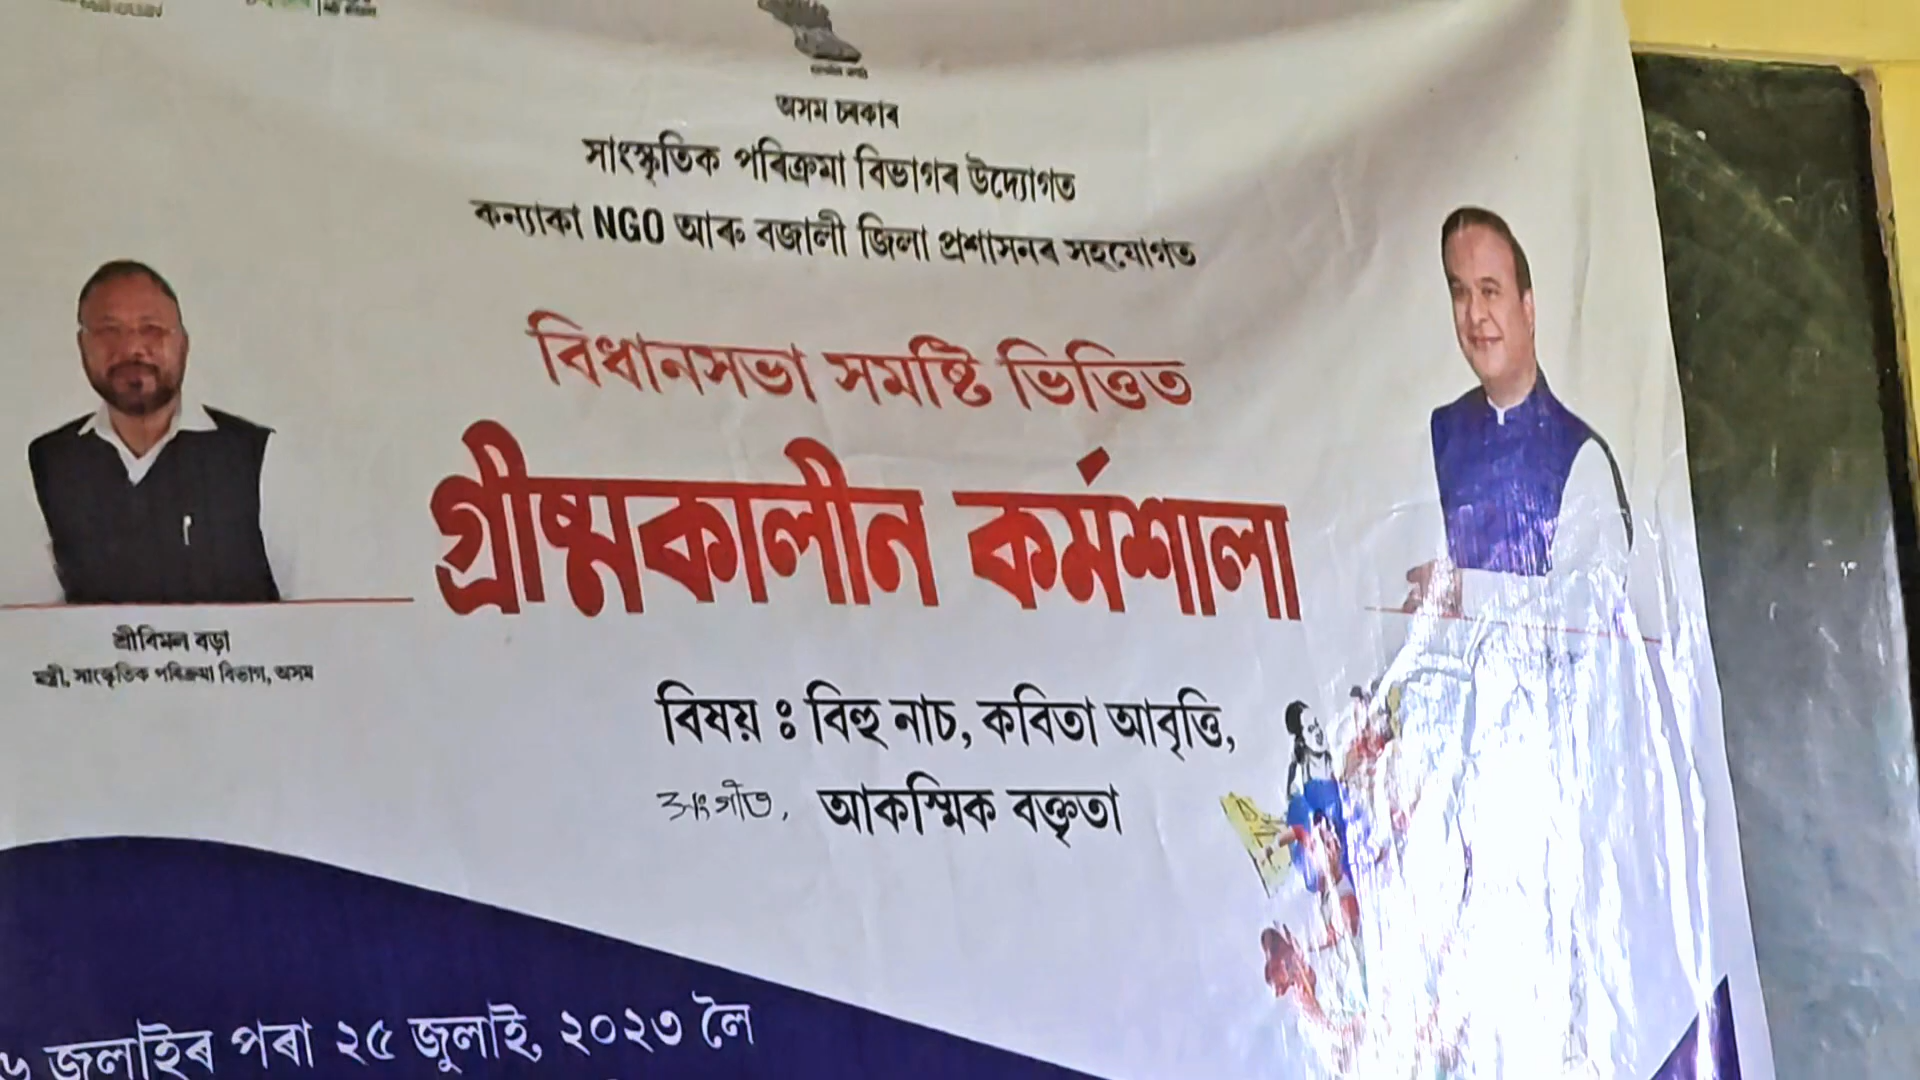 অসম চৰকাৰ
সাংস্কৃতিক পৰিক্ৰমা বিভাগৰ উদ্যোগত
কন্যাকা NGO আৰু বজালী জিলা প্ৰশাসনৰ সহযোগত
বিধানসভা সমষ্টি ভিত্তিত
গ্ৰীষ্মকালীন কৰ্মশালা
শ্ৰীবিমল বড়া
মন্ত্ৰী, সাংস্কৃতিক পৰিক্ৰমা বিভাগ, অসম
বিষয় ঃ বিহু নাচ, কবিতা আবৃত্তি,
সংগীত, আকস্মিক বক্তৃতা
৬ জুলাইৰ পৰা ২৫ জুলাই, ২০২৩ লৈ